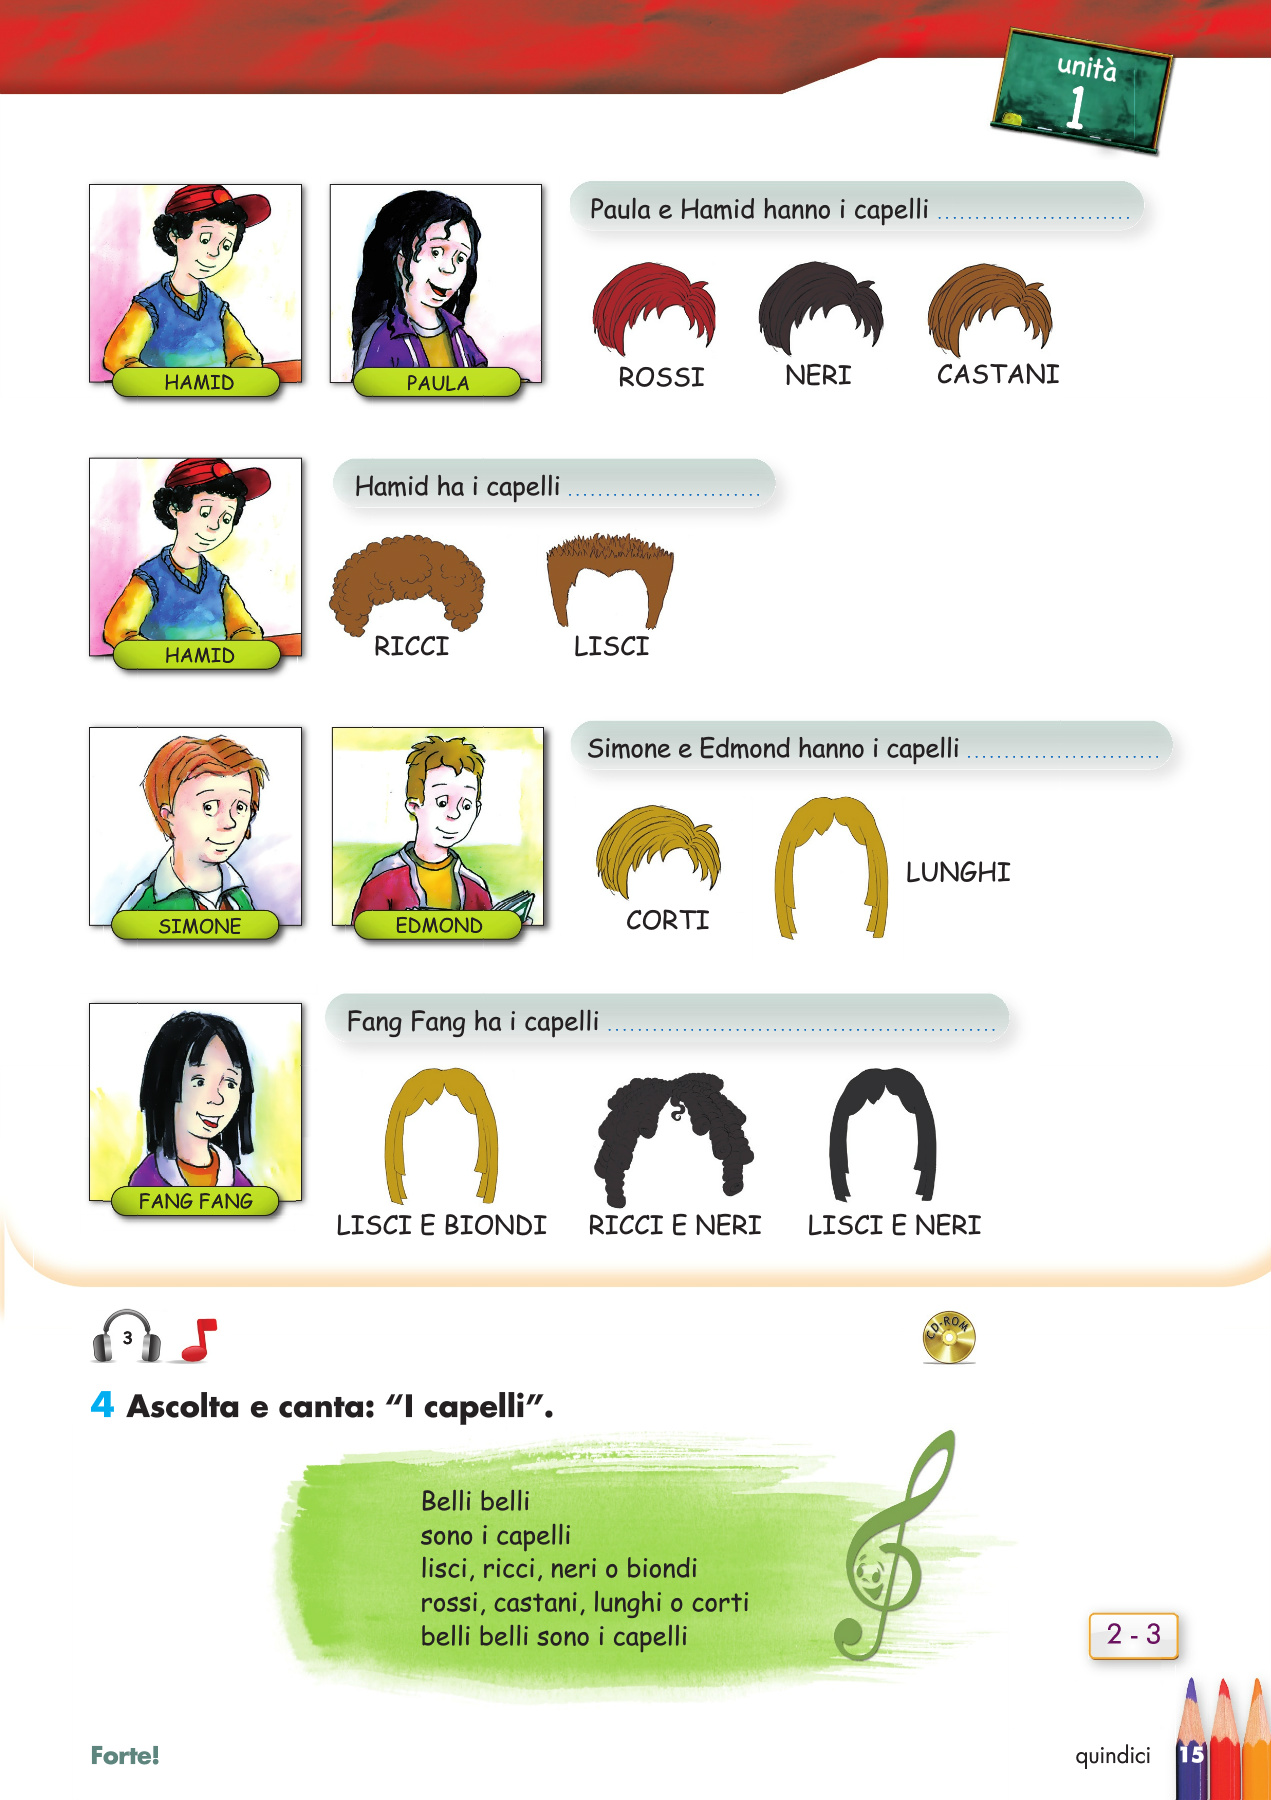 unità
1
Paula e Hamid hanno i capelli ..........................
HAMID
PAULA
ROSSI
NERI
CASTANI
Hamid ha i capelli ..........................
HAMID
RICCI
LISCI
Simone e Edmond hanno i capelli ..........................
SIMONE
EDMOND
CORTI
LUNGHI
Fang Fang ha i capelli ....................................................
FANG FANG
LISCI E BIONDI
RICCI E NERI
LISCI E NERI
3
CD-ROM
4 Ascolta e canta: “I capelli”.
Belli belli
sono i capelli
lisci, ricci, neri o biondi
rossi, castani, lunghi o corti
belli belli sono i capelli
2 - 3
Forte!
quindici 15